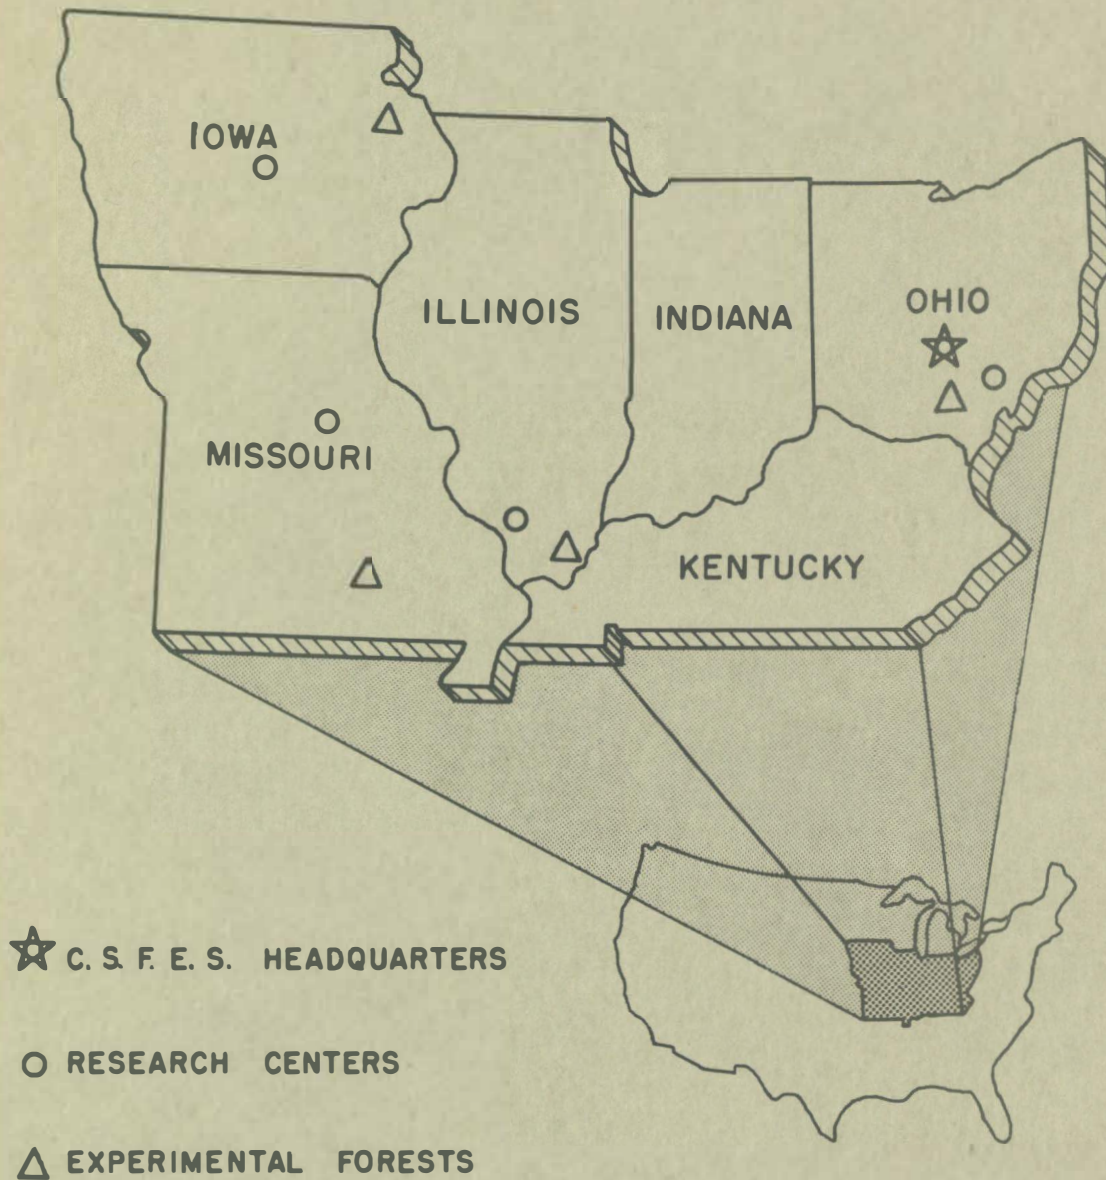 IOWA
ILLINOIS
INDIANA
OHIO
MISSOURI
KENTUCKY
C. S. F. E. S. HEADQUARTERS
RESEARCH CENTERS
EXPERIMENTAL FORESTS